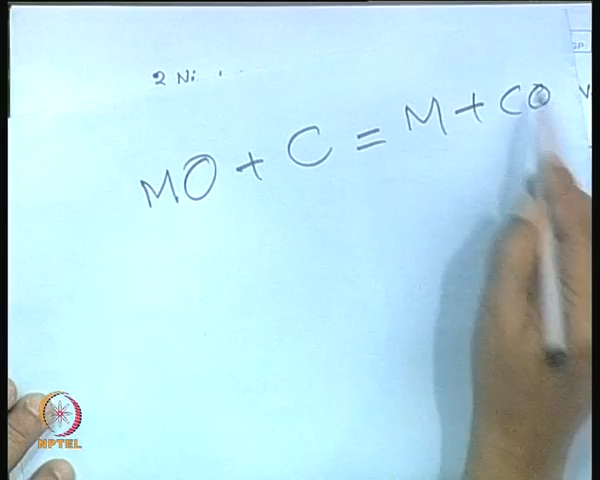 2 Ni . . .
MO + C = M + CO
NPTEL